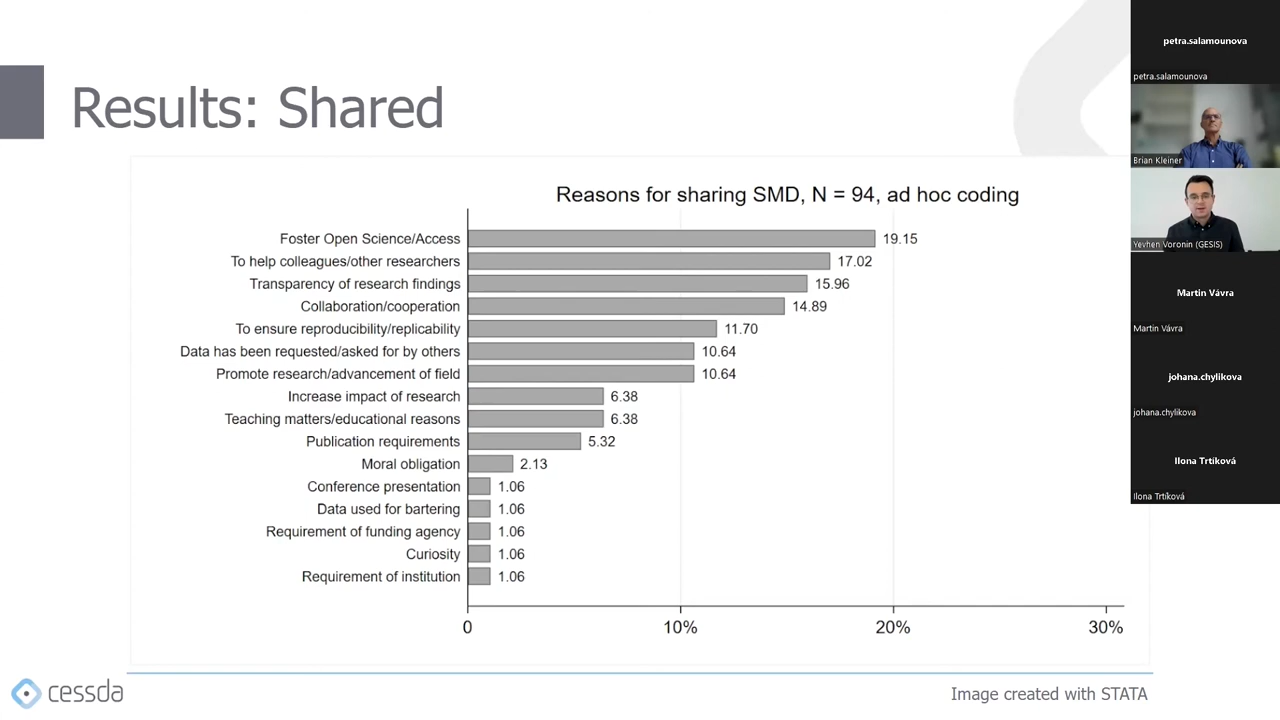 Results: Shared
Reasons for sharing SMD, N = 94, ad hoc coding
Foster Open Science/Access 19.15
To help colleagues/other researchers 17.02
Transparency of research findings 15.96
Collaboration/cooperation 14.89
To ensure reproducibility/replicability 11.70
Data has been requested/asked for by others 10.64
Promote research/advancement of field 10.64
Increase impact of research 6.38
Teaching matters/educational reasons 6.38
Publication requirements 5.32
Moral obligation 2.13
Conference presentation 1.06
Data used for bartering 1.06
Requirement of funding agency 1.06
Curiosity 1.06
Requirement of institution 1.06
0 10% 20% 30%
cessda
Image created with STATA
petra.salamounova
petra.salamounova
Brian Kleiner
Yevhen Voronin (GESIS)
Martin Vávra
Martin Vávra
johana.chylikova
johana.chylikova
Ilona Trtíková
Ilona Trtíková